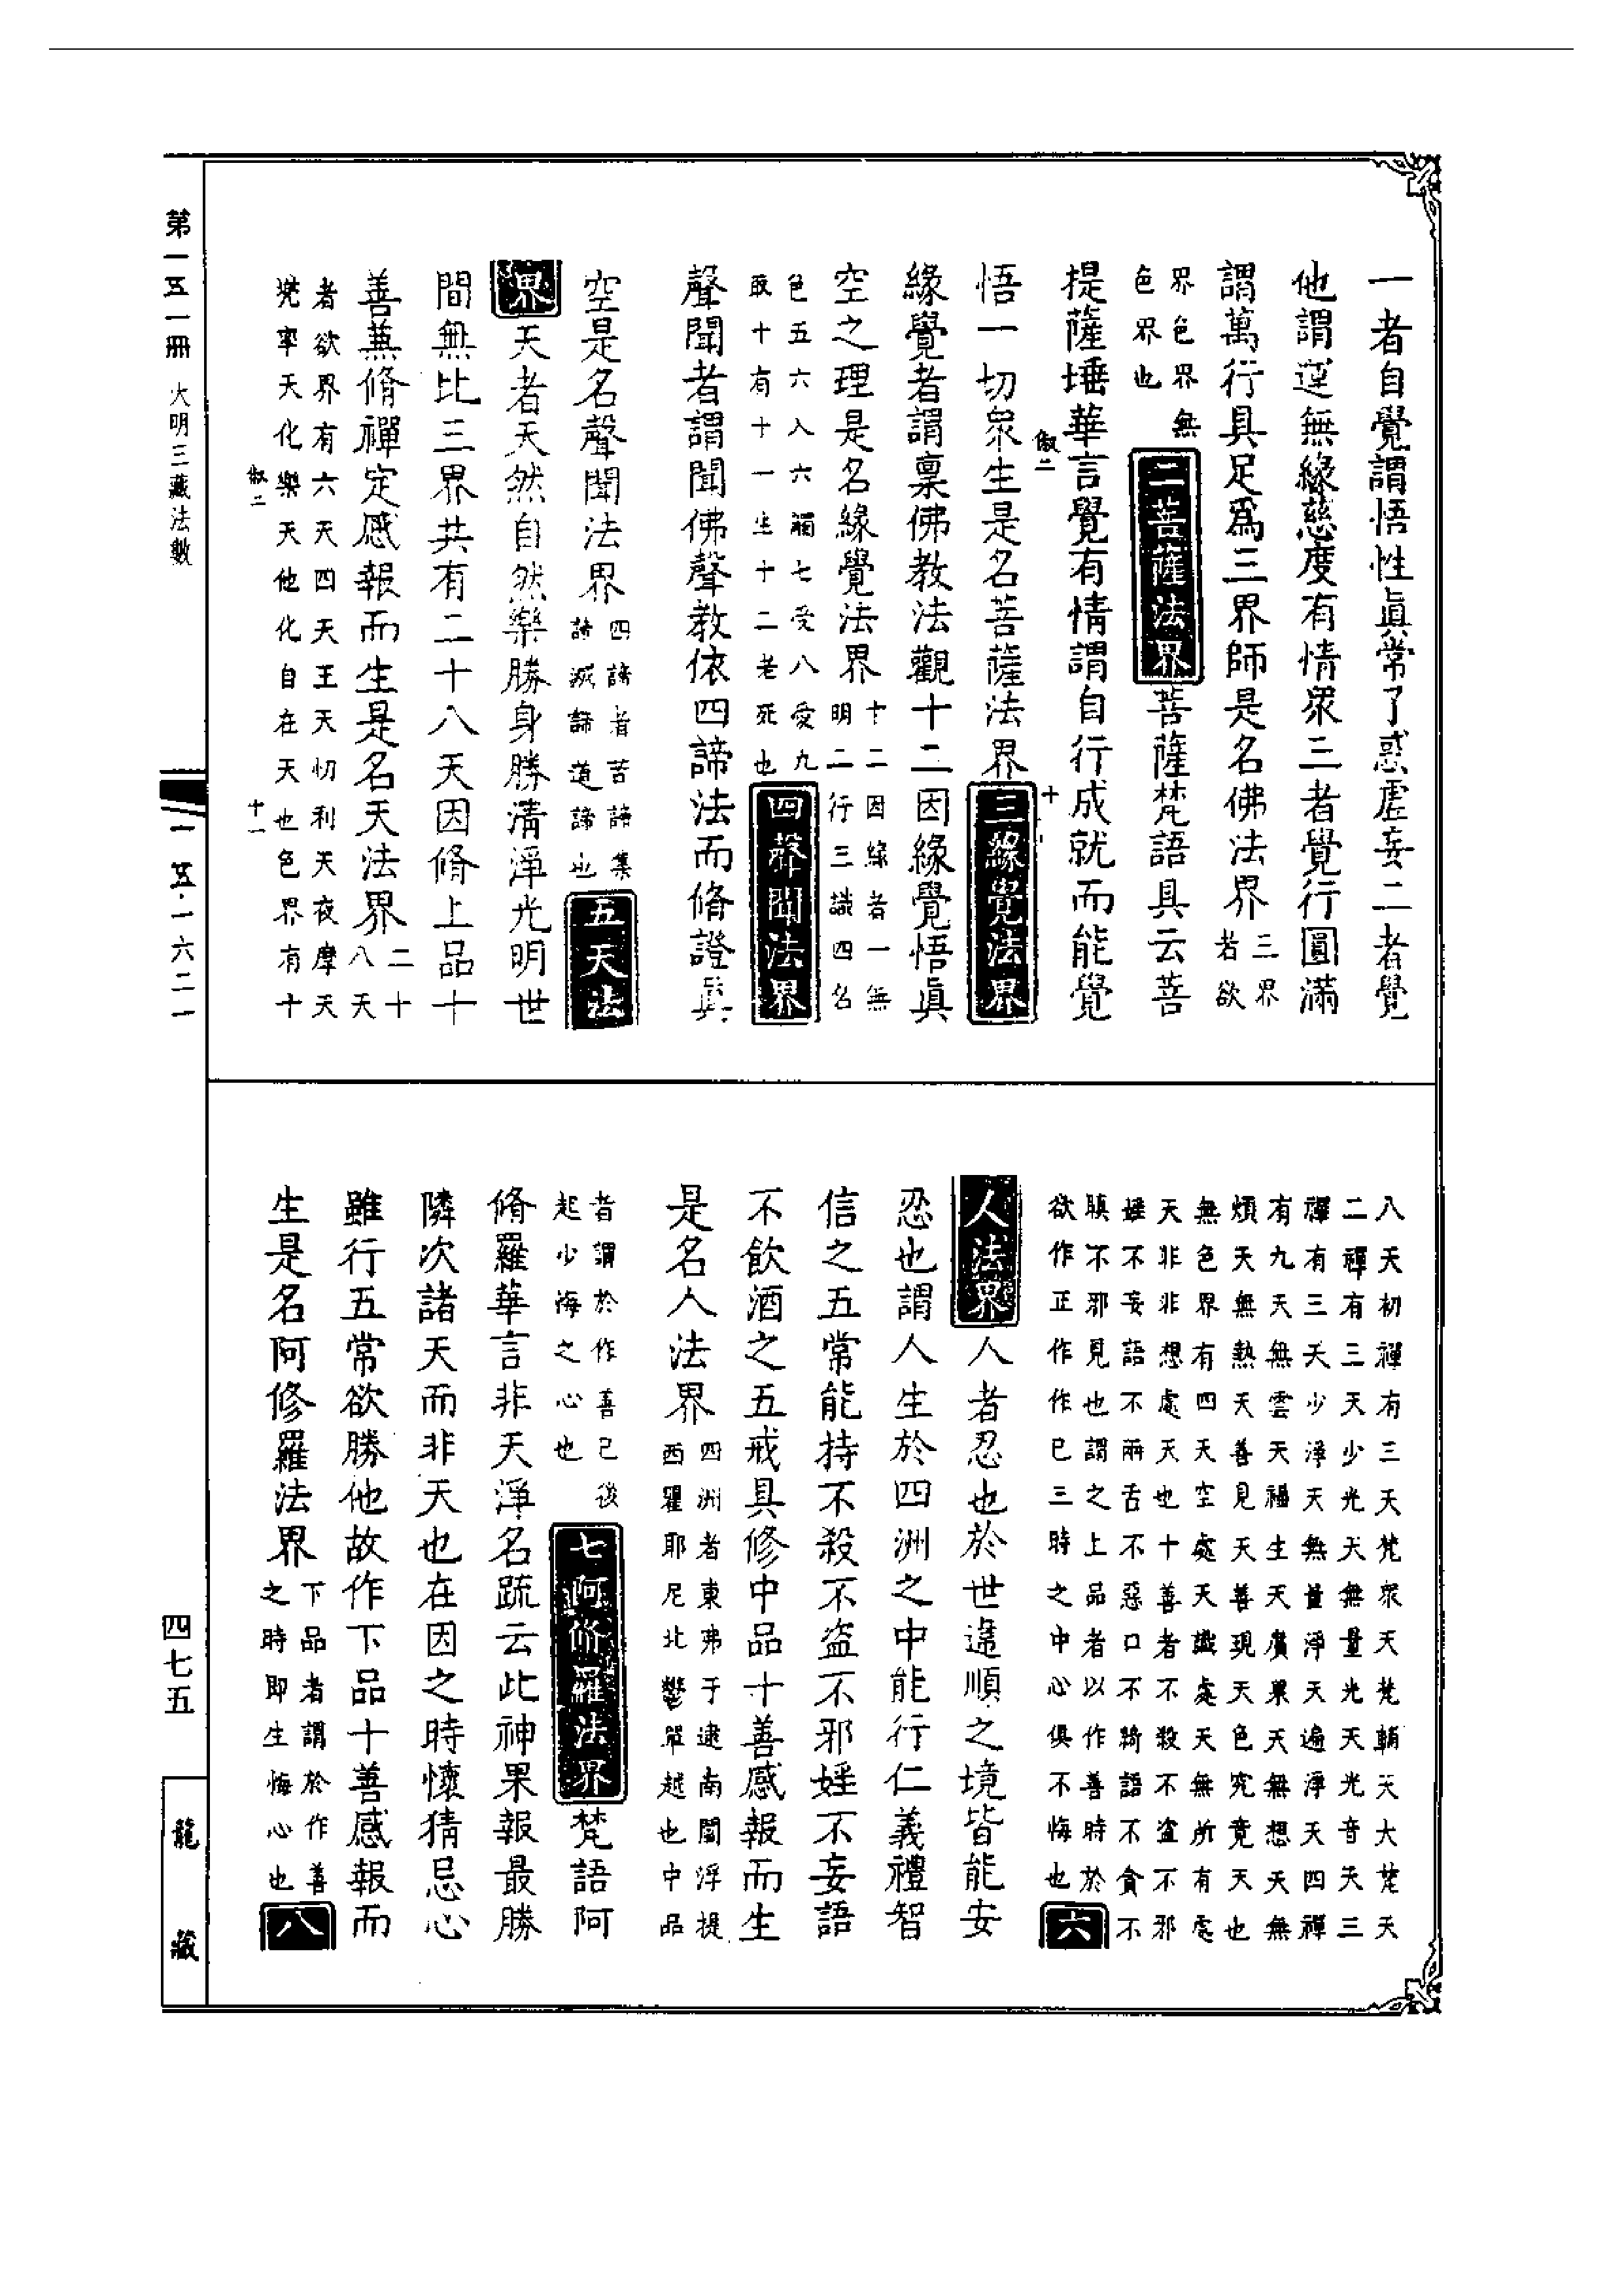 一者自覺謂悟性眞常了惑虛妄二者覺
他謂運無緣慈度有情衆三者覺行圓滿
謂萬行具足爲三界師是名佛法界三界者欲
界色界無色界也二菩薩法界菩薩梵語具云菩
提薩埵華言覺有情謂自行成就而能覺
悟一切衆生是名菩薩法界三緣覺法界
緣覺者謂稟佛教法觀十二因緣覺悟眞
空之理是名緣覺法界十二因緣者一無明二行三識四名
色五六入六觸七受八愛九取十有十一生十二老死也四聲聞法界
聲聞者謂聞佛聲教依四諦法而脩證眞
空是名聲聞法界四諦者苦諦集諦滅諦道諦也五天法
界天者天然自然樂勝身勝清淨光明世
間無比三界共有二十八天因脩上品十
善兼脩禪定感報而生是名天法界二十八天
者欲界有六天四天王天忉利天夜摩天兜率天化樂天他化自在天也色界有十
八天初禪有三天梵衆天梵輔天大梵天
二禪有三天少光天無量光天光音天三
禪有三天少淨天無量淨天遍淨天四禪
有九天無雲天福生天廣果天無想天無
煩天無熱天善見天善現天色究竟天也
無色界有四天空處天識處天無所有處
天非非想處天也十善者不殺不盜不邪
婬不妄語不兩舌不惡口不綺語不貪不
瞋不邪見也謂之上品者以作善時於
欲作正作作已三時之中心俱不悔也六
人法界人者忍也於世違順之境皆能安
忍也謂人生於四洲之中能行仁義禮智
信之五常能持不殺不盜不邪婬不妄語
不飲酒之五戒具修中品十善感報而生
是名人法界四洲者東弗于逮南閻浮提西瞿耶尼北鬱單越也中品
者謂於作善已後起少悔之心也七阿修羅法界梵語阿
脩羅華言非天淨名疏云此神果報最勝
隣次諸天而非天也在因之時懷猜忌心
雖行五常欲勝他故作下品十善感報而
生是名阿修羅法界下品者謂於作善之時即生悔心也八
第一五一冊 大明三藏法數
一五·一六二一
四七五
龍藏
十一